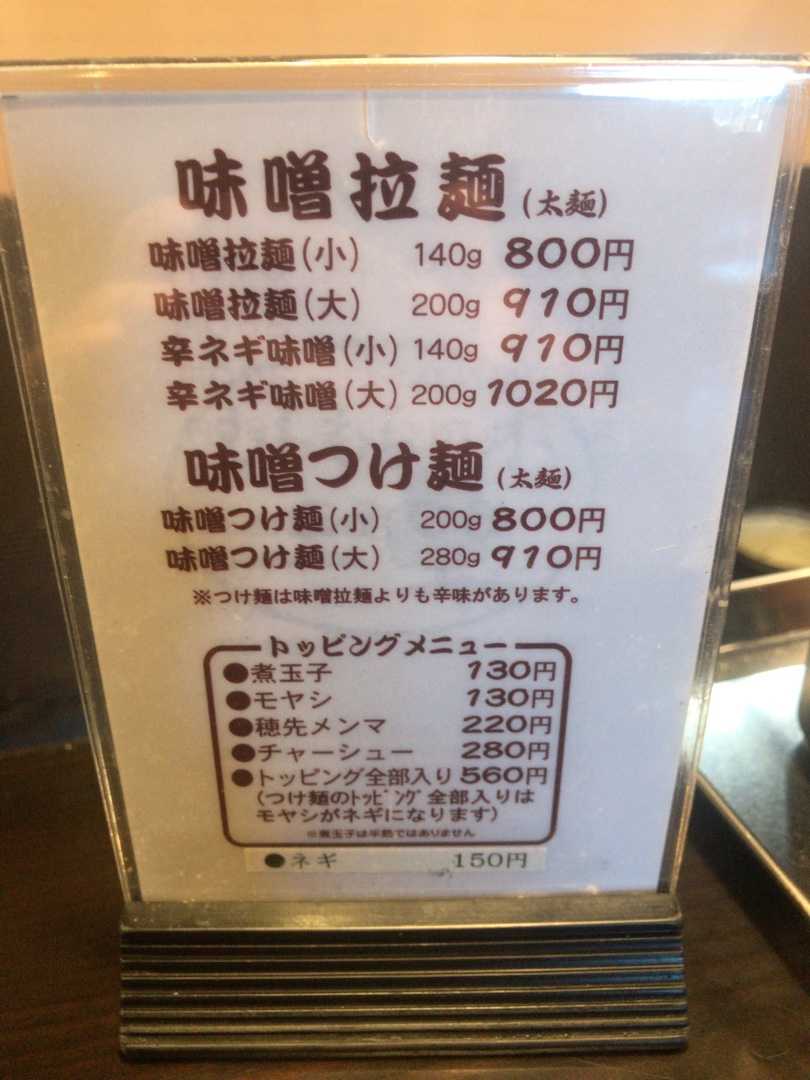 味噌拉麺(太麺)
味噌拉麺(小) 140g 800円
味噌拉麺(大) 200g 910円
辛ネギ味噌(小) 140g 910円
辛ネギ味噌(大) 200g 1020円
味噌つけ麺(太麺)
味噌つけ麺(小) 200g 800円
味噌つけ麺(大) 280g 910円
※つけ麺は味噌拉麺よりも辛味があります。
トッピングメニュー
●煮玉子 130円
●モヤシ 130円
●穂先メンマ 220円
●チャーシュー 280円
●トッピング全部入り 560円
(つけ麺のﾄｯﾋﾟﾝｸﾞ全部入りは
モヤシがネギになります)
※煮玉子は半熟ではありません
●ネギ 150円